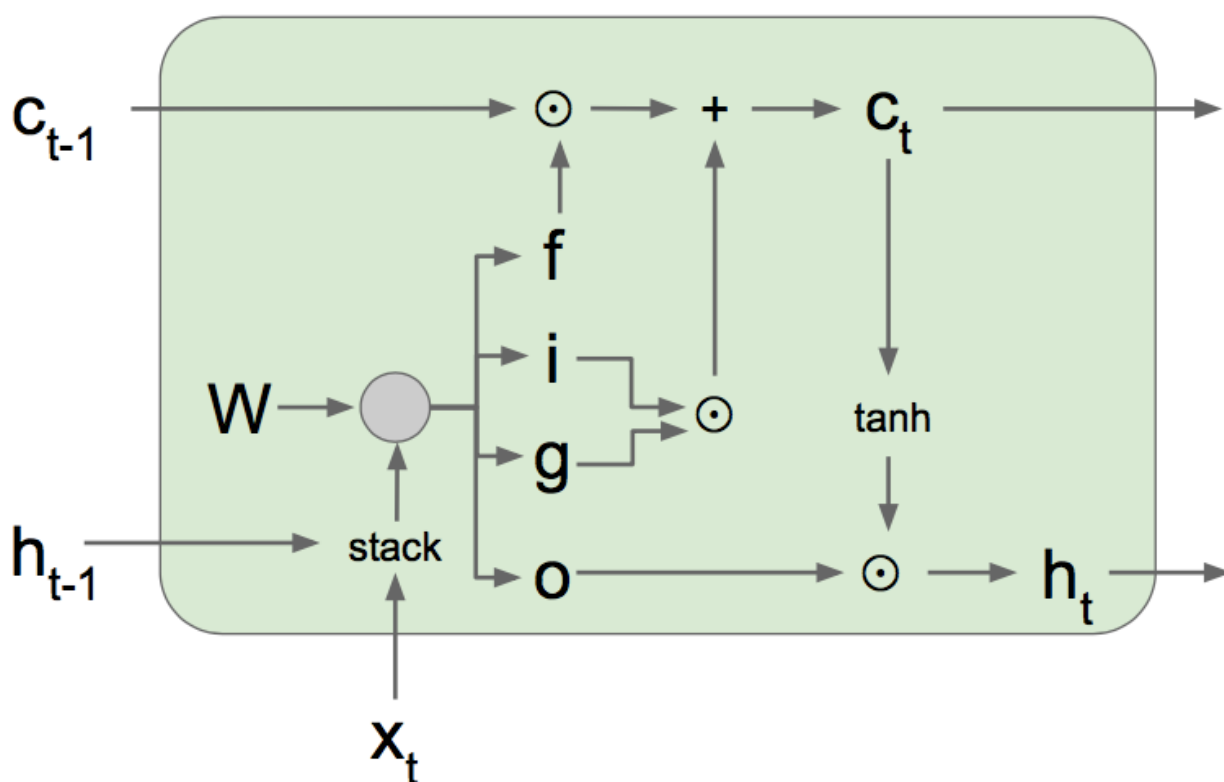 c_{t-1} ⊙ + c_t
f
i
W ⊙ tanh
g
h_{t-1} stack
o ⊙ h_t
x_t